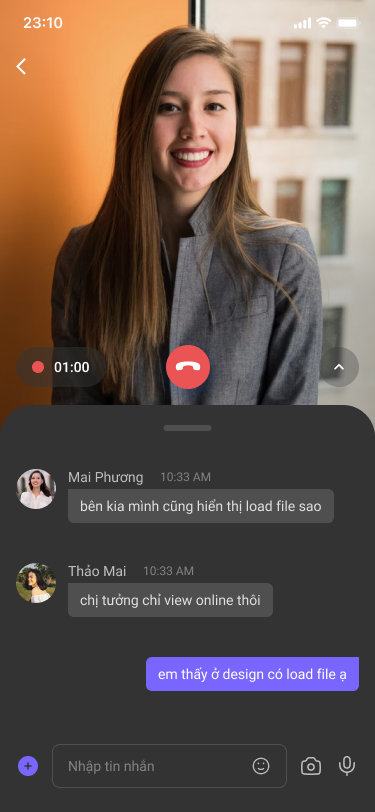 23:10
01:00
Mai Phương 10:33 AM
bên kia mình cũng hiển thị load file sao
Thảo Mai 10:33 AM
chị tưởng chỉ view online thôi
em thấy ở design có load file ạ
Nhập tin nhắn